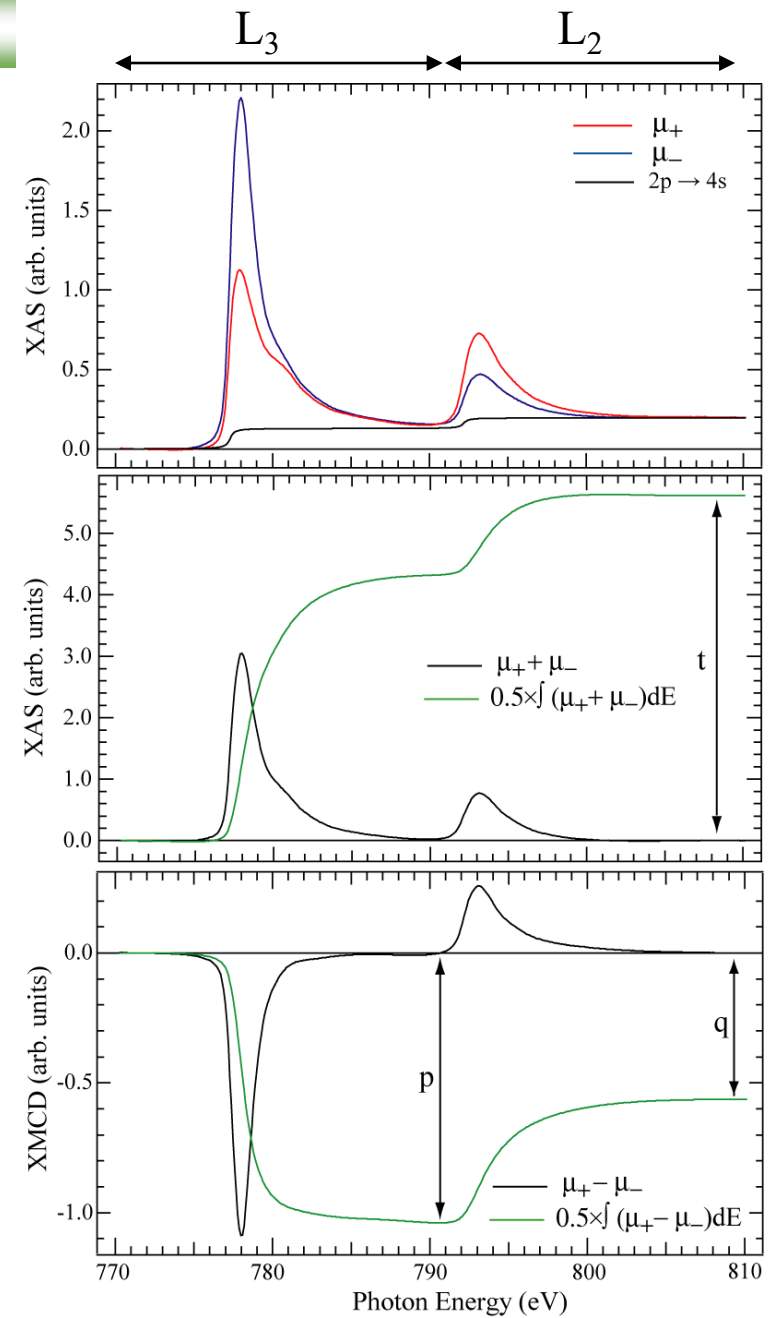 L₃ L₂
XAS (arb. units)
2.0
1.5
1.0
0.5
0.0
μ₊
μ₋
2p → 4s
XAS (arb. units)
5.0
4.0
3.0
2.0
1.0
0.0
μ₊+ μ₋
0.5×∫ (μ₊+ μ₋)dE
t
XMCD (arb. units)
0.0
-0.5
-1.0
p
q
μ₊− μ₋
0.5×∫ (μ₊− μ₋)dE
770 780 790 800 810
Photon Energy (eV)